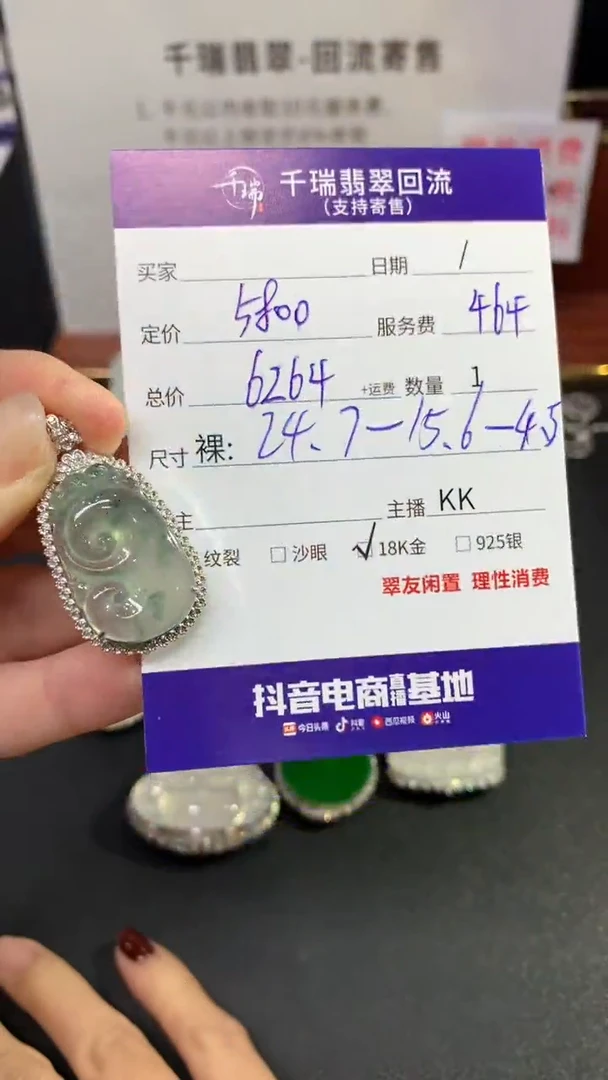 千瑞翡翠-回流寄售
千瑞
千瑞翡翠回流
(支持寄售)
买家 日期 /
定价 5800 服务费 464
总价 6264 +运费 数量 1
尺寸 裸: 24.7-15.6-4.5
主 主播 KK
纹裂 沙眼 18K金 925银
翠友闲置 理性消费
抖音电商直播基地
今日头条 抖音 西瓜视频 火山